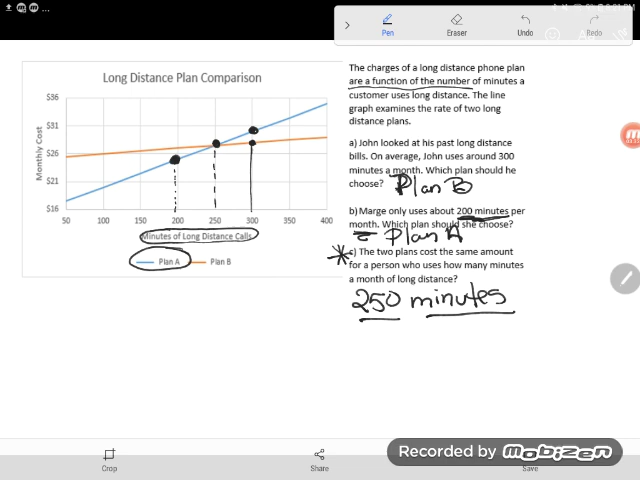 Pen
Eraser
Undo
Redo
Long Distance Plan Comparison
$36
$31
$26
$21
$16
Monthly Cost
50 100 150 200 250 300 350 400
Minutes of Long Distance Calls
Plan A Plan B
The charges of a long distance phone plan
are a function of the number of minutes a
customer uses long distance. The line
graph examines the rate of two long
distance plans.
a) John looked at his past long distance
bills. On average, John uses around 300
minutes a month. Which plan should he
choose? Plan B
b) Marge only uses about 200 minutes per
month. Which plan should she choose?
= Plan A
* c) The two plans cost the same amount
for a person who uses how many minutes
a month of long distance?
250 minutes
Crop
Share
Save
Recorded by Mobizen